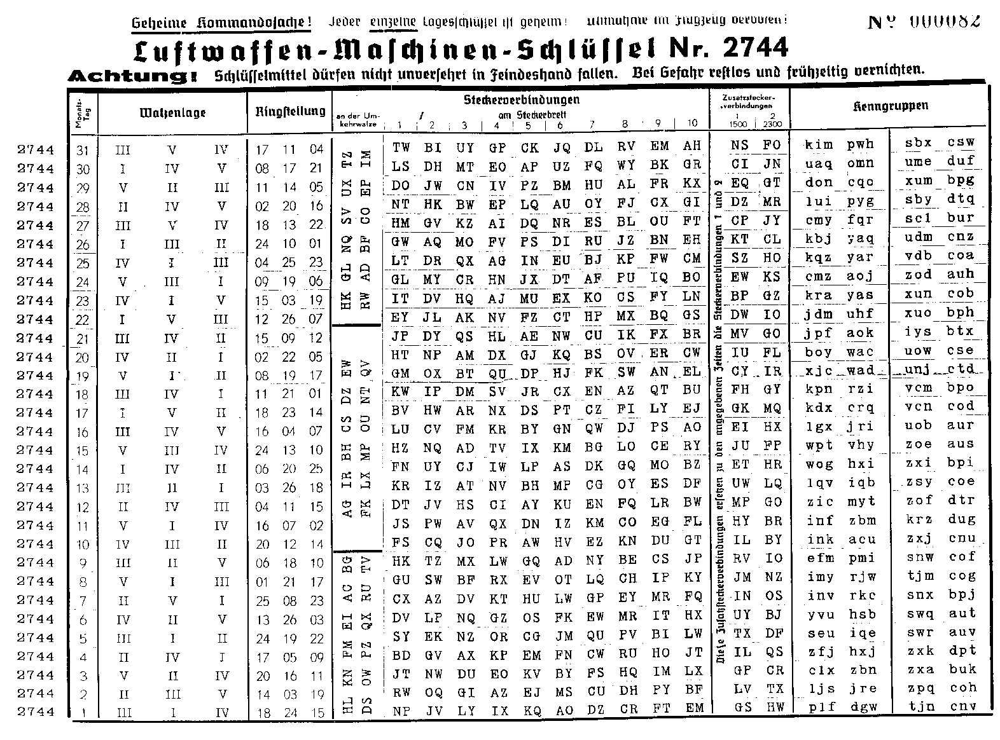 Geheime Kommandosache! Jeder einzelne Tagesschlüssel ist geheim! Mitnahme im Flugzeug verboten! Nº 000082
Luftwaffen-Maschinen-Schlüssel Nr. 2744
Achtung! Schlüsselmittel dürfen nicht unversehrt in Feindeshand fallen. Bei Gefahr restlos und frühzeitig vernichten.
Monats-Tag Walzenlage Ringstellung Steckerverbindungen Zusatzstecker-verbindungen Kenngruppen
an der Um-kehrwalze am Steckerbrett
1 2 3 4 5 6 7 8 9 10 1 1500 2 2300
2744 31 III V IV 17 11 04 TW BI UY GP CK JQ DL RV EM AH NS FO kim pwh sbx csw
2744 30 I IV V 08 17 21 LS DH MT EO AP UZ FQ WY BK GR CI JN uaq omn ume duf
2744 29 V II III 11 14 05 DO JW CN IV PZ BM HU AL FR KX EQ GT don cqo xum bpg
2744 28 II IV V 02 20 16 NT HK BW EP LQ AU OY FJ CX GI DZ MR lui pyg sby dtq
2744 27 III V IV 18 13 22 HM GV KZ AI DQ NR ES BL OU FT CP JY cmy fqr scl bur
2744 26 I III II 24 10 01 GW AQ MO FV PS DI RU JZ BN EH KT CL kbj yaq udm cnz
2744 25 IV I III 04 25 23 LT DR QX AG IN EU BJ KP FW CM SZ HO kqz yar vdb coa
2744 24 V III I 09 19 06 GL MY CR HN JX DT AF PU IQ BO EW KS cmz aoj zod auh
2744 23 IV I V 15 03 19 IT DV HQ AJ MU EX KO CS FY LN BP GZ kra yas xun cob
2744 22 I V III 12 26 07 EY JL AK NV FZ CT HP MX BQ GS DW IO jdm uhf xuo bph
2744 21 III IV II 15 09 12 JP DY QS HL AE NW CU IK FX BR MV GO jpf aok iys btx
2744 20 IV II I 02 22 05 HT NP AM DX GJ KQ BS OV ER CW IU FL boy wac uow cse
2744 19 V I II 08 19 17 GM OX BT QU DP HJ FK SW AN EL CY IR xjc wad unj ctd
2744 18 III IV I 11 21 01 KW IP DM SV JR CX EN AZ QT BU FH GY kpn rzi vcm bpo
2744 17 I V II 18 23 14 BV HW AR NX DS PT CZ FI LY EJ GK MQ kdx crq vcn cod
2744 16 III IV V 16 04 07 LU CV FM KR BY GN QW DJ PS AO EI HX lgx jri uob aur
2744 15 V III IV 24 13 10 HZ NQ AD TV IX KM BG LO CE RY JU FP wpt vhy zoe aus
2744 14 I IV II 06 20 25 FN UY CJ IW LP AS DK GQ MO BZ ET HR wog hxi zxi bpi
2744 13 III II I 03 26 18 KR IZ AT NV BH MP CG OY ES DF UW LQ lqv iqb zsy coe
2744 12 II IV III 04 11 15 DT JV HS CI AY KU EN FQ LR BW MP GO zic myt zof dtr
2744 11 V I IV 16 07 02 JS PW AV QX DN IZ KM CO EG FL HY BR inf zbm krz dug
2744 10 IV III II 20 12 14 FS CQ JO PR AW HV EZ KN DU GT IL BY ink acu zxj cnu
2744 9 III II V 06 18 10 HK TZ MX LW GQ AD NY BE CS JP RV IO efm pmi snw cof
2744 8 V I III 01 21 17 GU SW BF RX EV OT LQ CH IP KY JM NZ imy rjw tjm cog
2744 7 II V I 25 08 23 CX AZ DV KT HU LW GP EY MR FQ IN OS inv rkc snx bpj
2744 6 IV II V 13 26 03 DV LP NQ GZ OS FK EW MR IT HX UY BJ yvu hsb swq aut
2744 5 III I II 24 19 22 SY EK NZ OR CG JM QU PV BI LW TX DF seu iqe swr auv
2744 4 II IV I 17 05 09 BD GV AX KP EM FN CW RU HO JT IL QS zfj hxj zxk dpt
2744 3 V II IV 20 16 11 JT NW DU EO KV BY FS HQ IM LX GP CR clx zbn zxa buk
2744 2 II III V 14 03 19 RW OQ GI AZ EJ MS CU DH PY BF LV TX ljs jre zpq coh
2744 1 III I IV 18 24 15 NP JV LY IX KQ AO DZ CR FT EM GS HW plf dgw tjn cnv
HK GL NQ SV UX TZ
RW AD BF CO EP IM
AG IR BH CS DZ EW
FK LX MP OU NT QV
HL KN FM EI AC BG
DS OW PZ QX RU TV
Diese Zusatzsteckerverbindungen ersetzen zu den angegebenen Zeiten die Steckerverbindungen 1 und 2